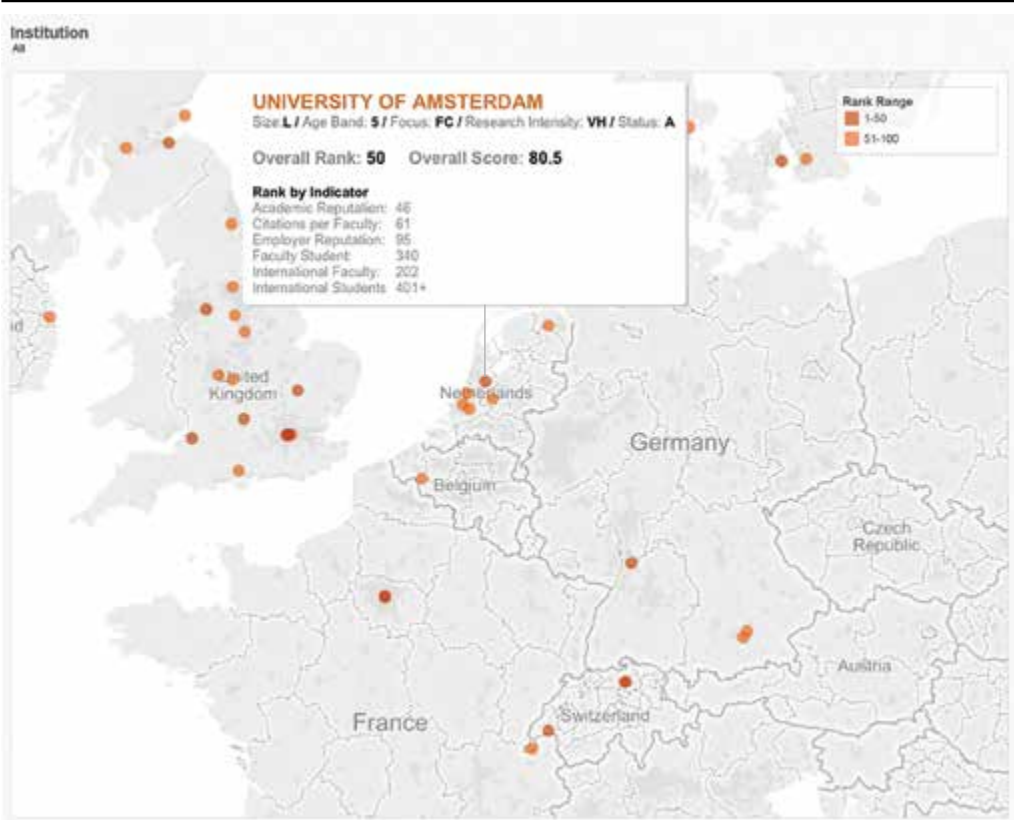 Institution
All
UNIVERSITY OF AMSTERDAM
Size: L / Age Band: 5 / Focus: FC / Research Intensity: VH / Status: A
Overall Rank: 50 Overall Score: 80.5
Rank by Indicator
Academic Reputation: 46
Citations per Faculty: 61
Employer Reputation: 95
Faculty Student: 340
International Faculty: 202
International Students 401+
Rank Range
1-50
51-100
d
United
Kingdom
Netherlands
Germany
Belgium
Czech
Republic
Austria
Switzerland
France